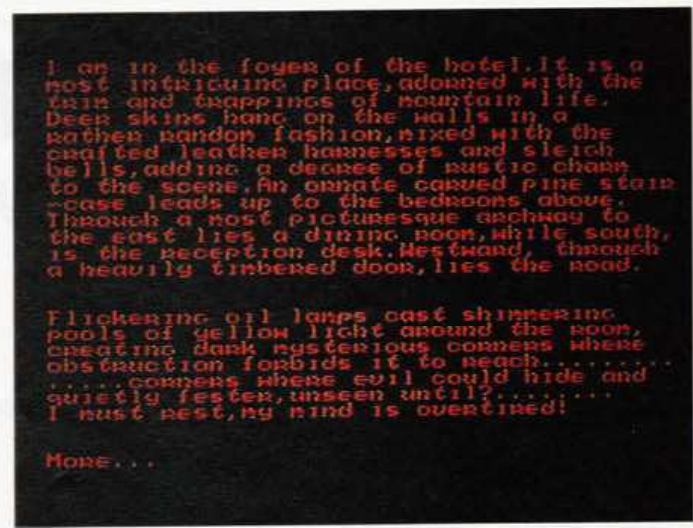 I am in the foyer of the hotel.It is a
most intriguing place,adorned with the
trim and trappings of mountain life.
Deer skins hang on the walls in a
rather random fashion,mixed with the
crafted leather harnesses and sleigh
bells,adding a degree of rustic charm
to the scene.An ornate carved pine stair
-case leads up to the bedrooms above.
Through a most picturesque archway to
the east lies a dining room,while south,
is the reception desk.Westward, through
a heavily timbered door,lies the road.
Flickering oil lamps cast shimmering
pools of yellow light around the room,
creating dark mysterious corners where
obstruction forbids it to reach.........
.....corners where evil could hide and
quietly fester,unseen until?........
I must rest,my mind is overtired!
More...